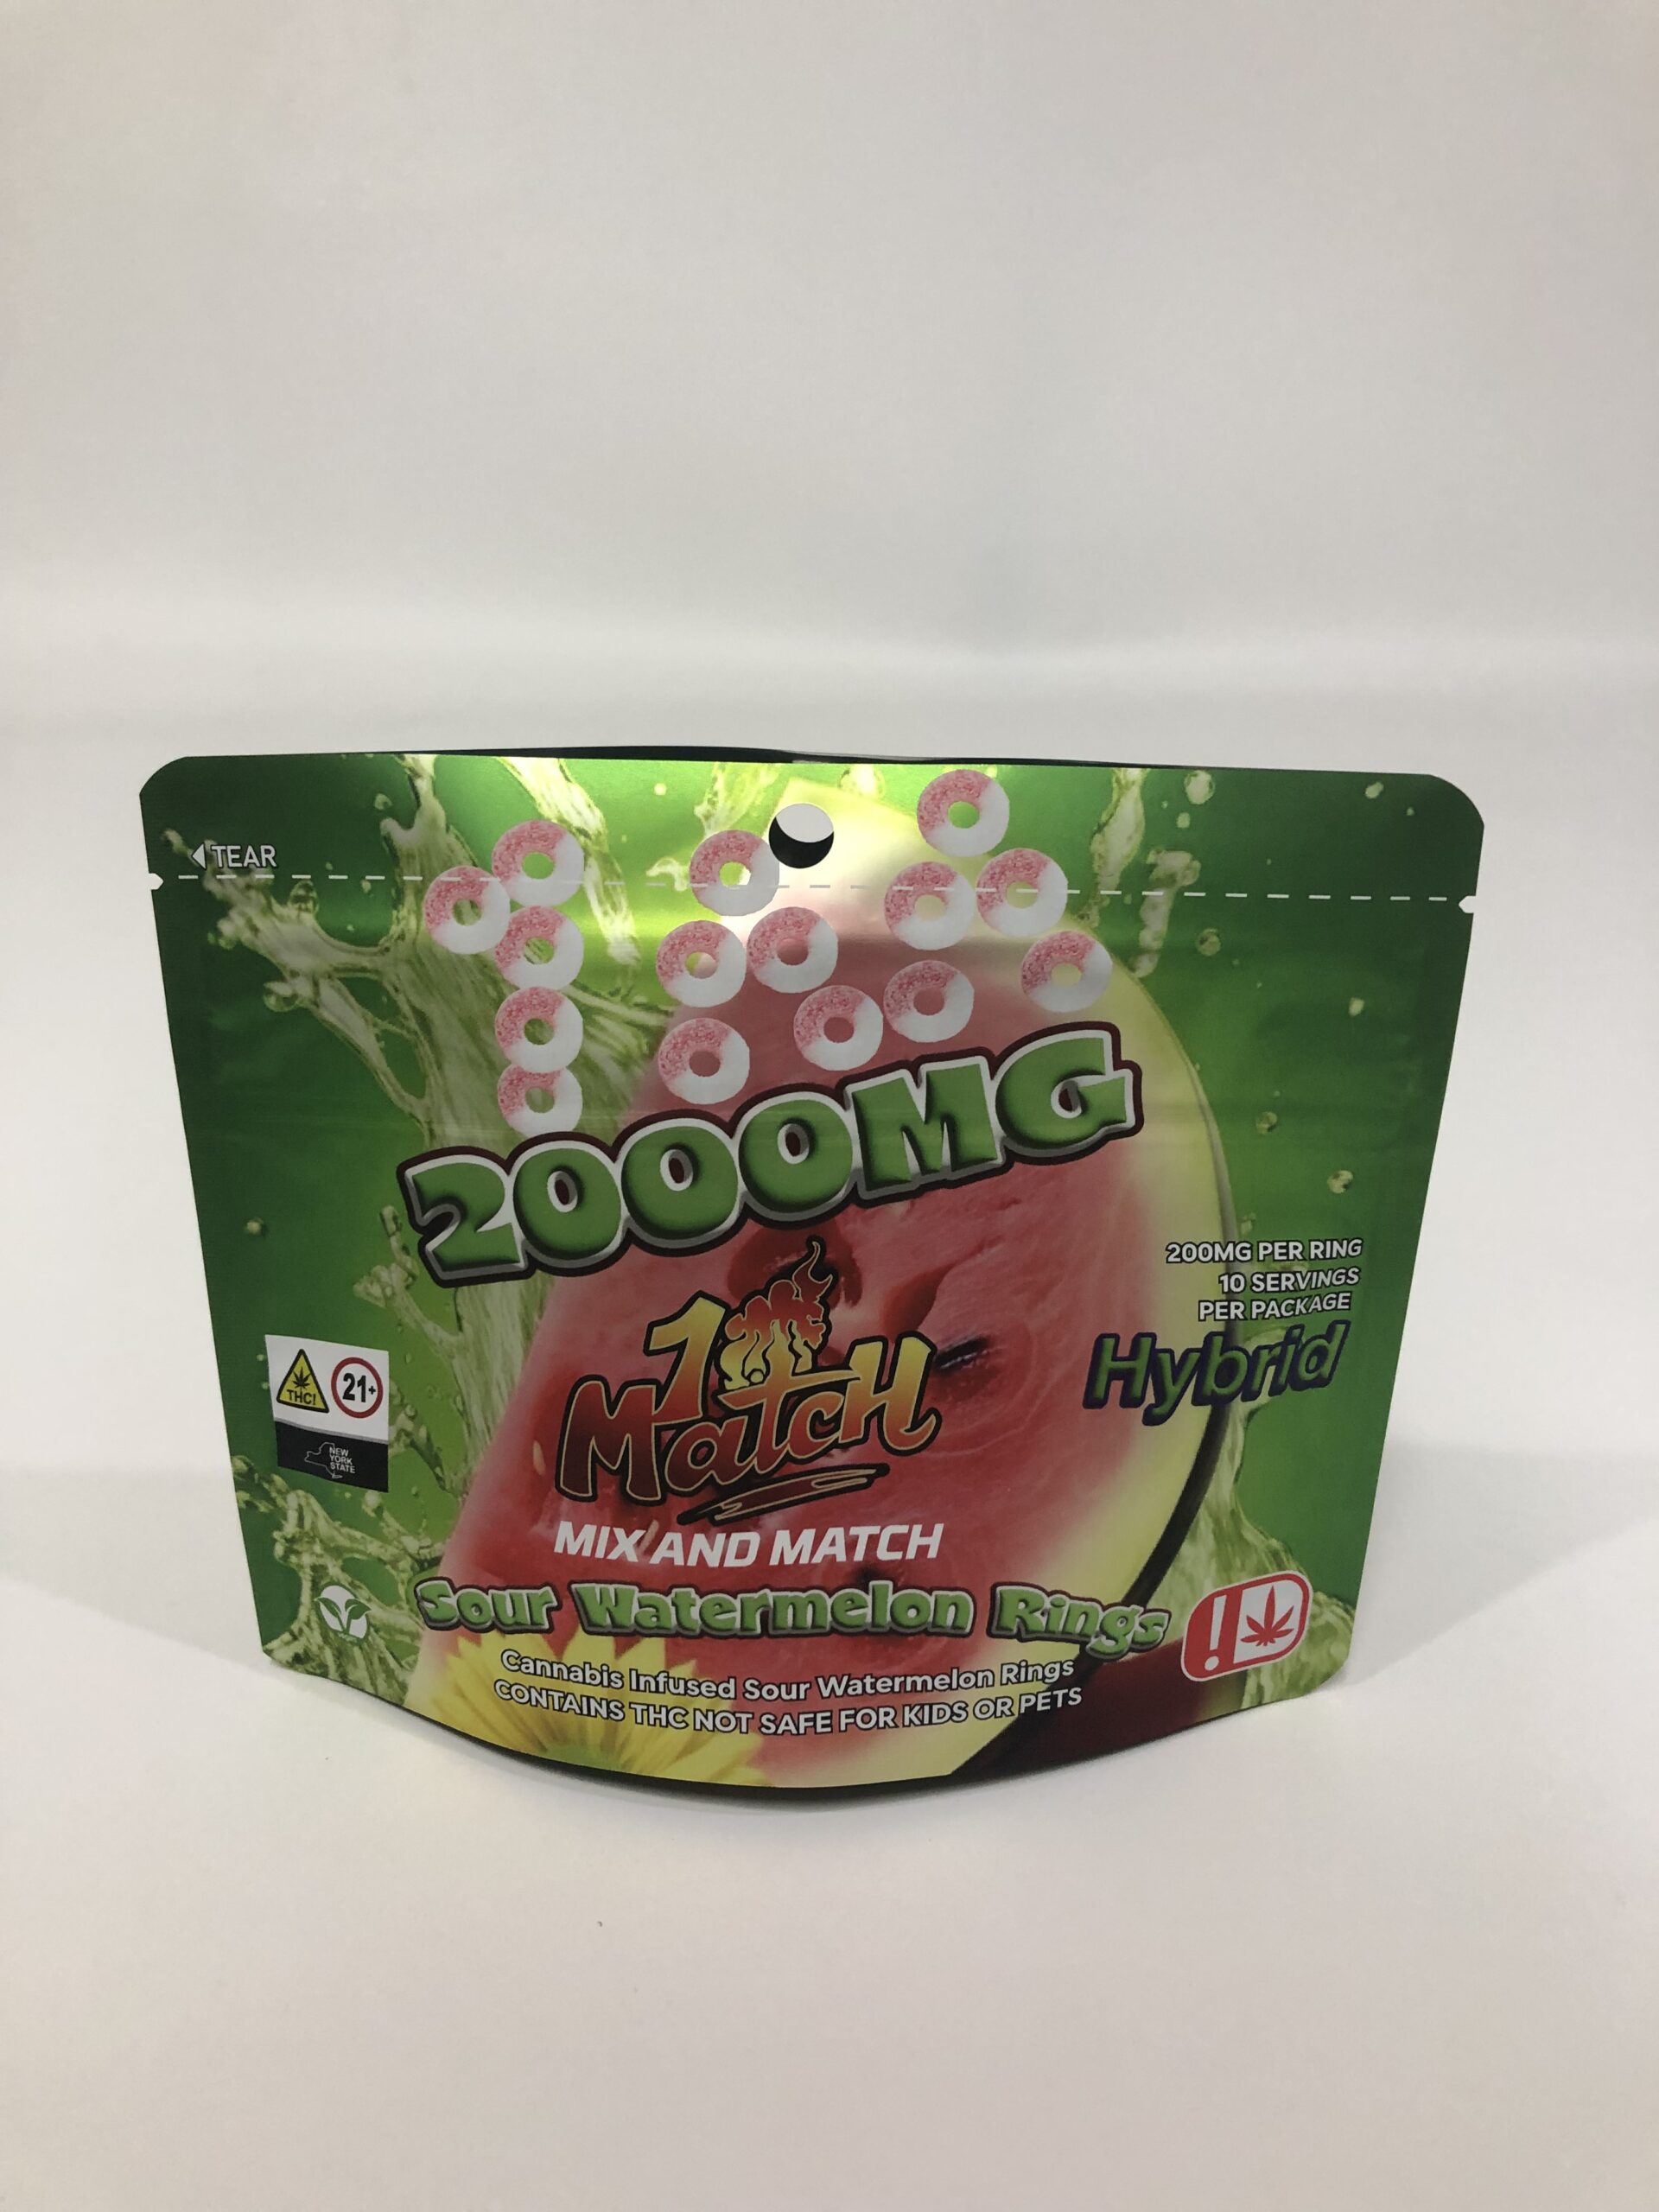 TEAR
2000MG
200MG PER RING
10 SERVINGS
PER PACKAGE
Hybrid
1
Match
THC!
21+
NEW
YORK
STATE
MIX AND MATCH
Sour Watermelon Rings
!
Cannabis Infused Sour Watermelon Rings
CONTAINS THC NOT SAFE FOR KIDS OR PETS